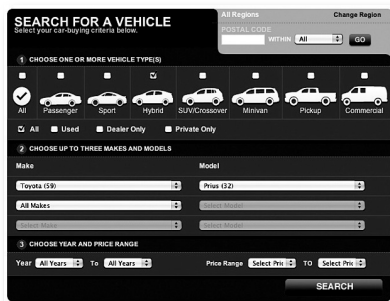 SEARCH FOR A VEHICLE
Select your car-buying criteria below.
All Regions Change Region
POSTAL CODE
WITHIN All GO
1 CHOOSE ONE OR MORE VEHICLE TYPE(S)
All Passenger Sport Hybrid SUV/Crossover Minivan Pickup Commercial
All Used Dealer Only Private Only
2 CHOOSE UP TO THREE MAKES AND MODELS
Make Model
Toyota (59) Prius (32)
All Makes Select Model
Select Make Select Model
3 CHOOSE YEAR AND PRICE RANGE
Year All Years To All Years Price Range Select Pric TO Select Pric
SEARCH